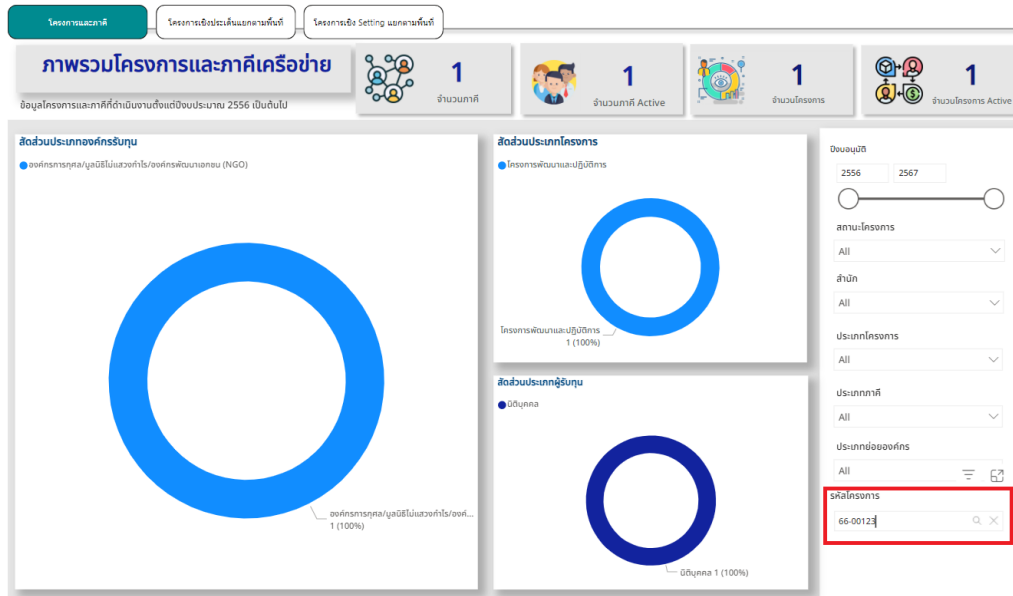 โครงการและภาคี
โครงการเชิงประเด็นแยกตามพื้นที่
โครงการเชิง Setting แยกตามพื้นที่
ภาพรวมโครงการและภาคีเครือข่าย
ข้อมูลโครงการและภาคีที่ดำเนินงานตั้งแต่ปีงบประมาณ 2556 เป็นต้นไป
1
จำนวนภาคี
1
จำนวนภาคี Active
1
จำนวนโครงการ
1
จำนวนโครงการ Active
สัดส่วนประเภทองค์กรรับทุน
องค์กรการกุศล/มูลนิธิไม่แสวงกำไร/องค์กรพัฒนาเอกชน (NGO)
องค์กรการกุศล/มูลนิธิไม่แสวงกำไร/องค์...
1 (100%)
สัดส่วนประเภทโครงการ
โครงการพัฒนาและปฏิบัติการ
โครงการพัฒนาและปฏิบัติการ
1 (100%)
สัดส่วนประเภทผู้รับทุน
นิติบุคคล
นิติบุคคล 1 (100%)
ปีงบอนุมัติ
2556 2567
สถานะโครงการ
All
สำนัก
All
ประเภทโครงการ
All
ประเภทภาคี
All
ประเภทย่อยองค์กร
All
รหัสโครงการ
66-00123